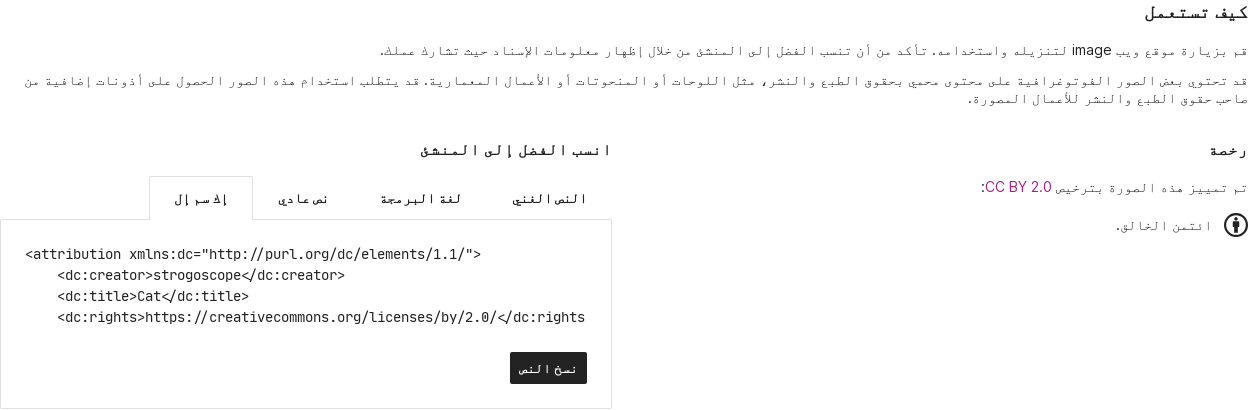 كيف تستعمل
قم بزيارة موقع ويب image لتنزيله واستخدامه. تأكد من أن تنسب الفضل إلى المنشئ من خلال إظهار معلومات الإسناد حيث تشارك عملك.
قد تحتوي بعض الصور الفوتوغرافية على محتوى محمي بحقوق الطبع والنشر، مثل اللوحات أو المنحوتات أو الأعمال المعمارية. قد يتطلب استخدام هذه الصور الحصول على أذونات إضافية من
صاحب حقوق الطبع والنشر للأعمال المصورة.
رخصة
تم تمييز هذه الصورة بترخيص CC BY 2.0:
ائتمن الخالق.
انسب الفضل إلى المنشئ
النص الغني
لغة البرمجة
نص عادي
إك سم إل
<attribution xmlns:dc="http://purl.org/dc/elements/1.1/">
<dc:creator>strogoscope</dc:creator>
<dc:title>Cat</dc:title>
<dc:rights>https://creativecommons.org/licenses/by/2.0/</dc:rights
نسخ النص